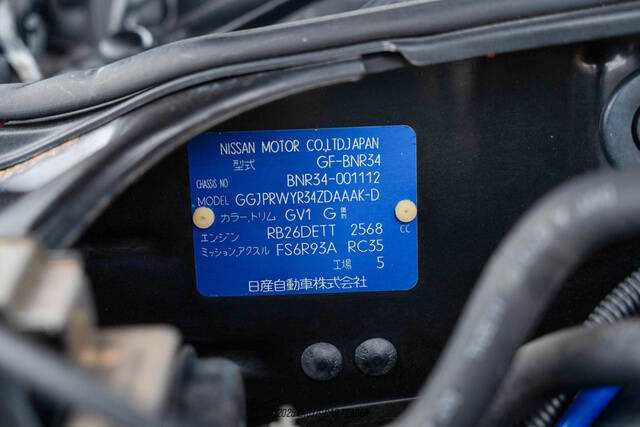 NISSAN MOTOR CO.,LTD.JAPAN
型式 GF-BNR34
CHASSIS NO BNR34-001112
MODEL GGJPRWYR34ZDAAAK-D
カラー,トリム GV1 G
エンジン RB26DETT 2568 CC
ミッション,アクスル FS6R93A RC35
工場 5
日産自動車株式会社